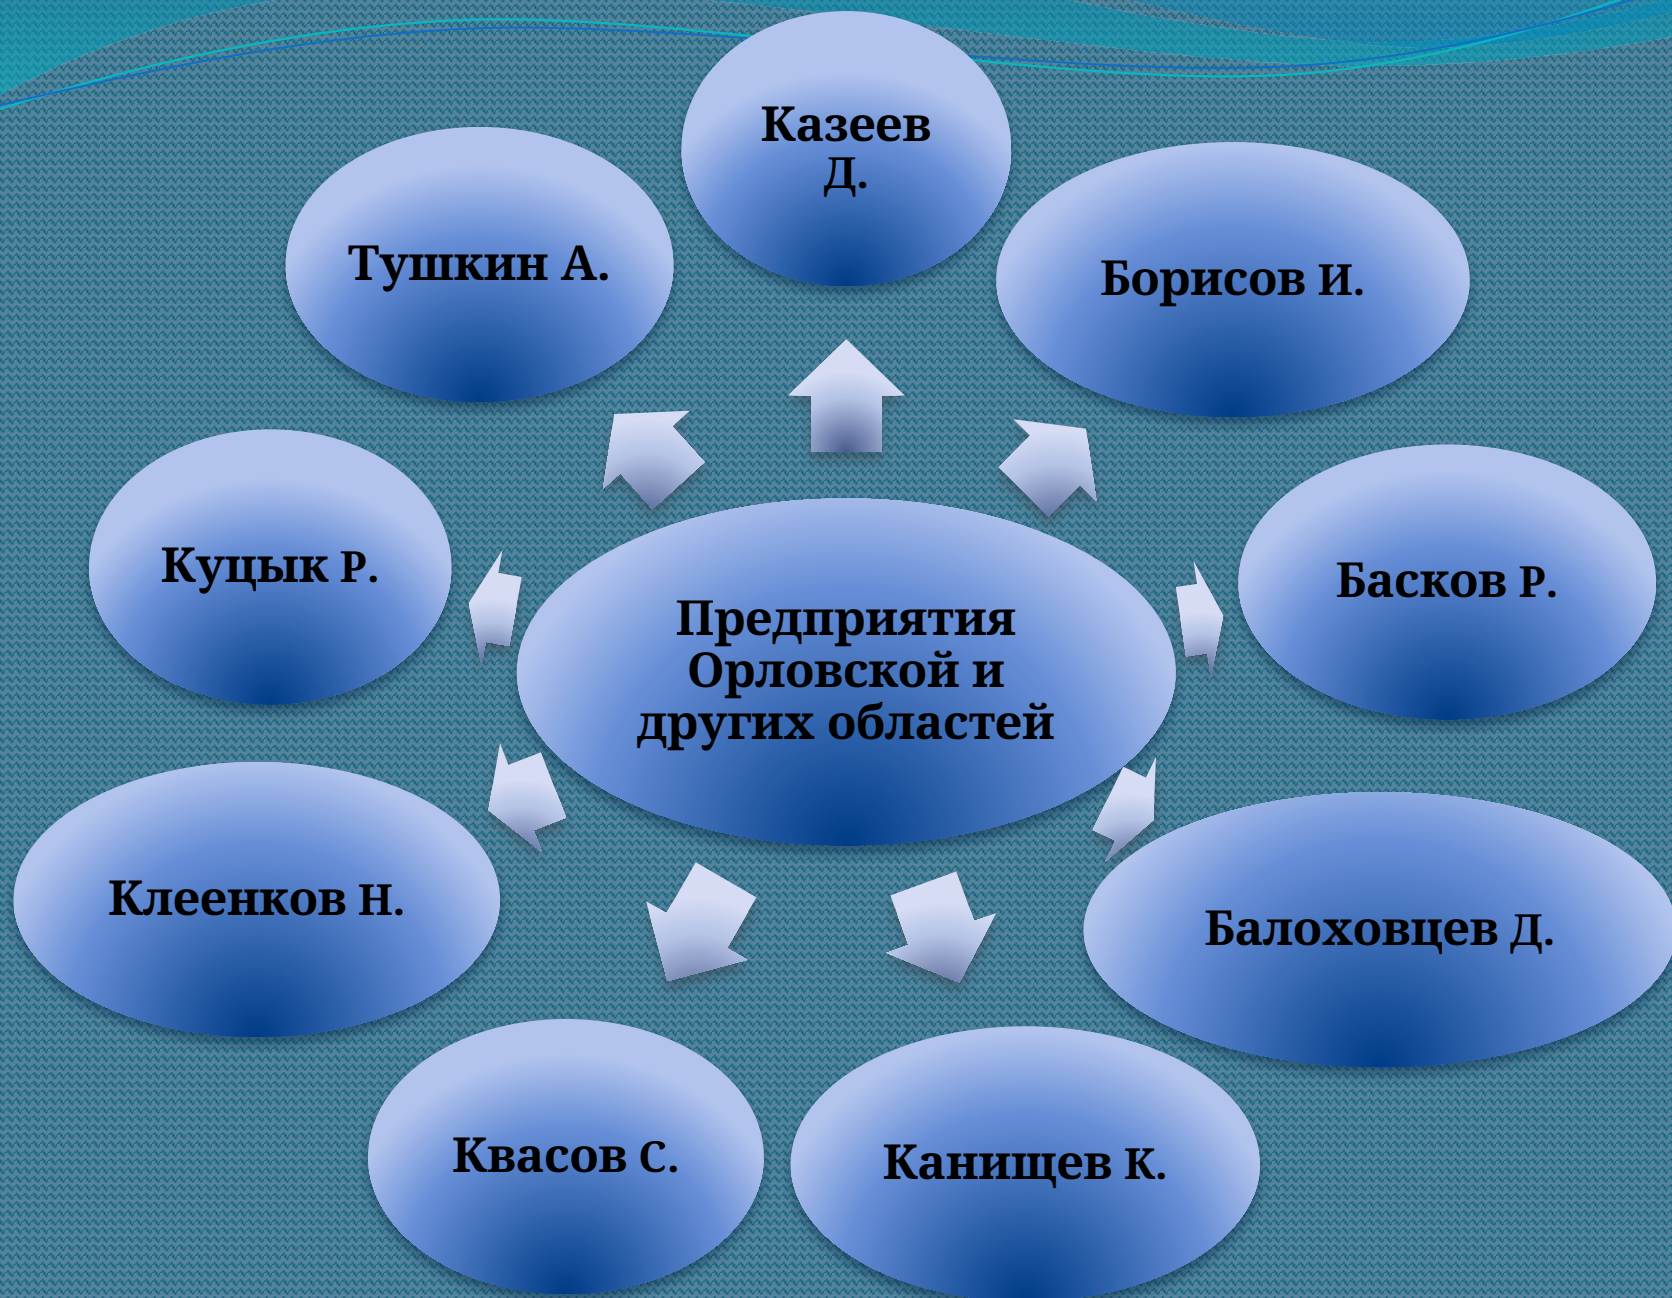 Казеев
Д.
Тушкин А.
Борисов И.
Куцык Р.
Басков Р.
Предприятия
Орловской и
других областей
Клеенков Н.
Балоховцев Д.
Квасов С.
Канищев К.